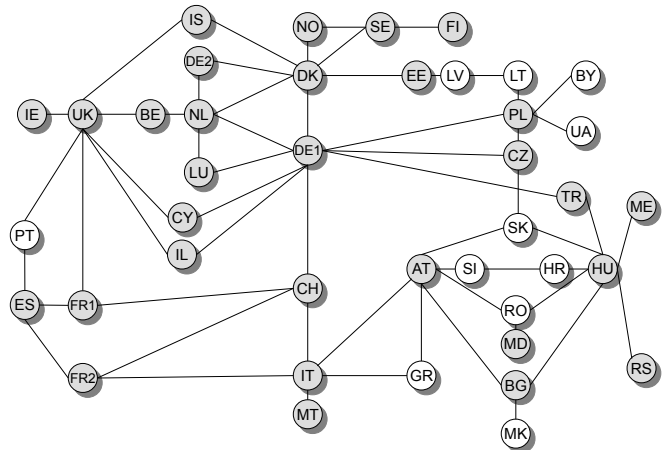 IS
NO
SE
FI
DE2
DK
EE
LV
LT
BY
IE
UK
BE
NL
PL
UA
DE1
CZ
LU
TR
ME
CY
SK
PT
IL
AT
SI
HR
HU
CH
ES
FR1
RO
MD
FR2
IT
GR
BG
RS
MT
MK